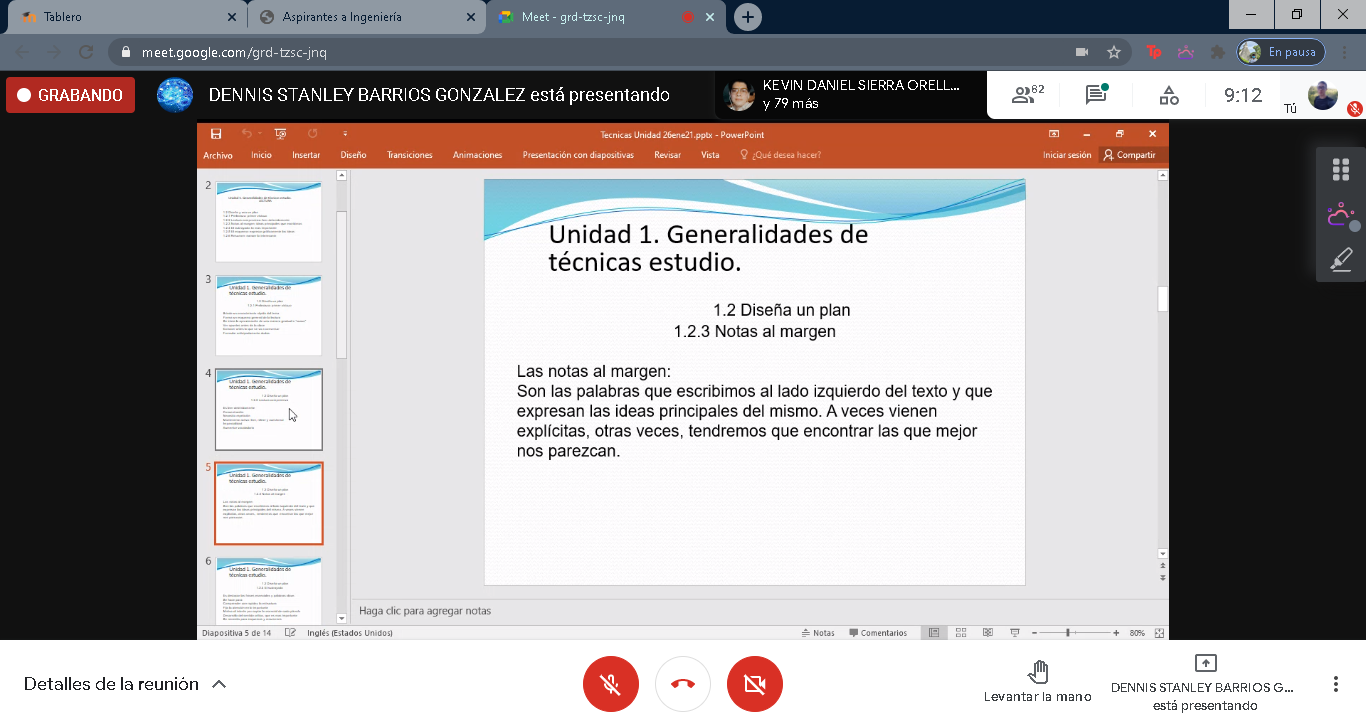 Tablero
Aspirantes a Ingeniería
Meet - grd-tzsc-jnq
meet.google.com/grd-tzsc-jnq
Tp
En pausa
GRABANDO
DENNIS STANLEY BARRIOS GONZALEZ está presentando
KEVIN DANIEL SIERRA ORELL...
y 79 más
62
9:12
Tú
Tecnicas Unidad 26ene21.pptx - PowerPoint
Archivo Inicio Insertar Diseño Transiciones Animaciones Presentación con diapositivas Revisar Vista ¿Qué desea hacer? Iniciar sesión Compartir
2
3
Unidad 1. Generalidades de
técnicas estudio.
4
Unidad 1. Generalidades de
técnicas estudio.
5
Unidad 1. Generalidades de
técnicas estudio.
6
Unidad 1. Generalidades de
técnicas estudio.
Unidad 1. Generalidades de
técnicas estudio.
1.2 Diseña un plan
1.2.3 Notas al margen
Las notas al margen:
Son las palabras que escribimos al lado izquierdo del texto y que
expresan las ideas principales del mismo. A veces vienen
explícitas, otras veces, tendremos que encontrar las que mejor
nos parezcan.
Haga clic para agregar notas
Diapositiva 5 de 14 Inglés (Estados Unidos) Notas Comentarios 80%
Detalles de la reunión
Levantar la mano
DENNIS STANLEY BARRIOS G...
está presentando